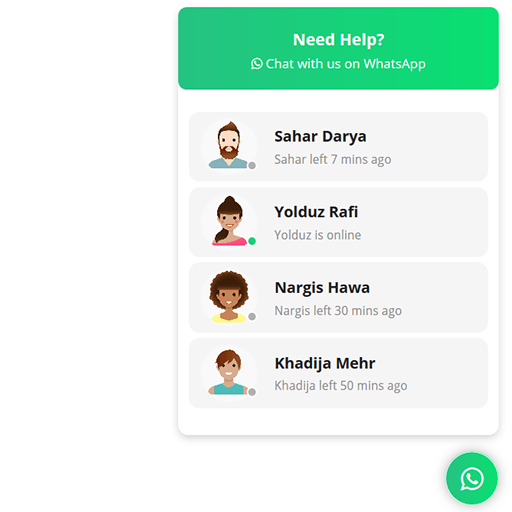 Need Help?
Chat with us on WhatsApp
Sahar Darya
Sahar left 7 mins ago
Yolduz Rafi
Yolduz is online
Nargis Hawa
Nargis left 30 mins ago
Khadija Mehr
Khadija left 50 mins ago